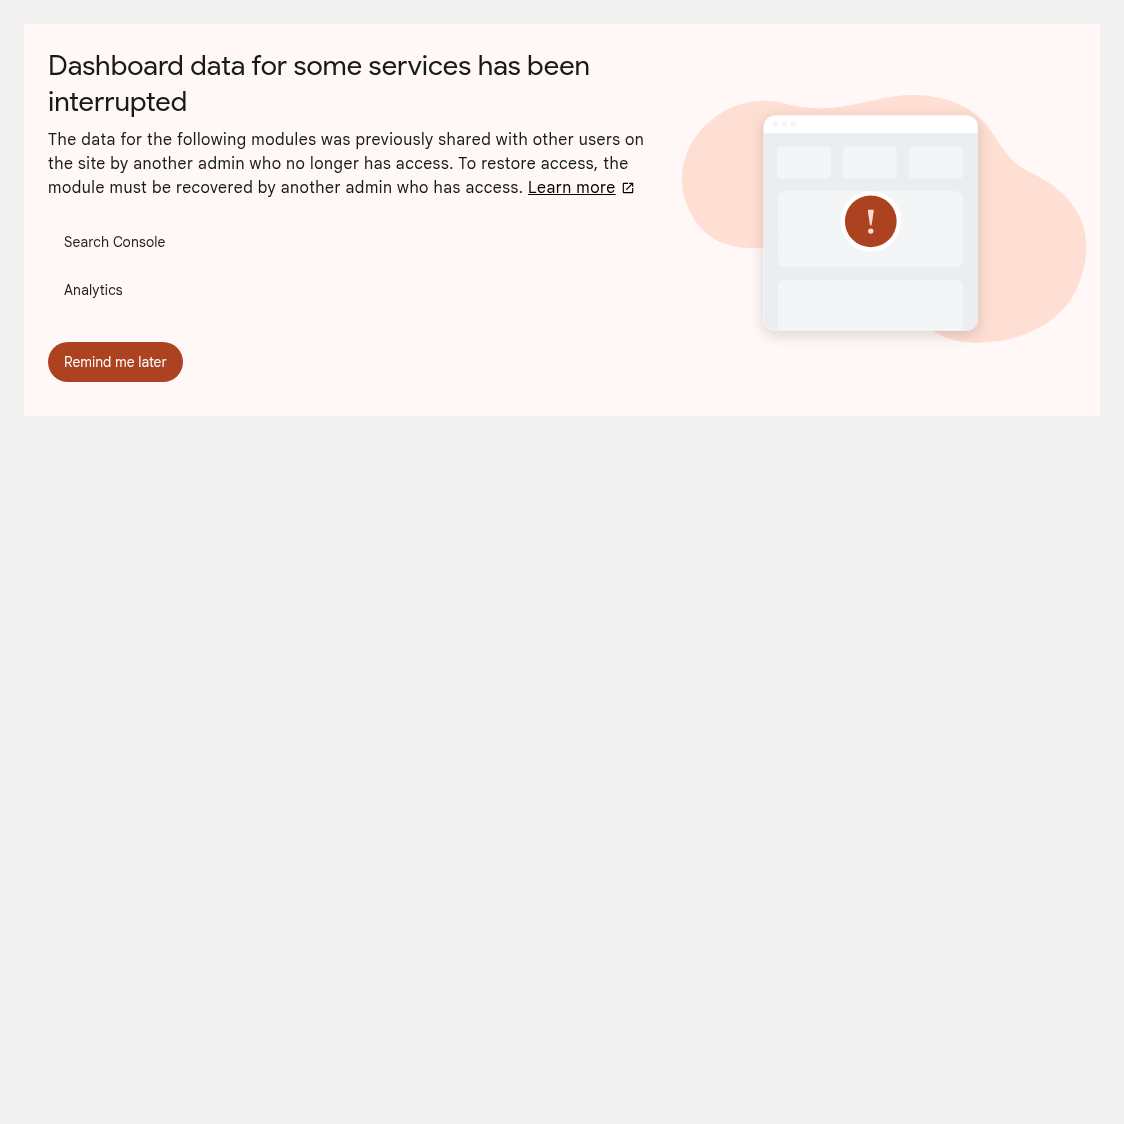 Dashboard data for some services has been
interrupted
The data for the following modules was previously shared with other users on
the site by another admin who no longer has access. To restore access, the
module must be recovered by another admin who has access. Learn more
Search Console
Analytics
Remind me later
!